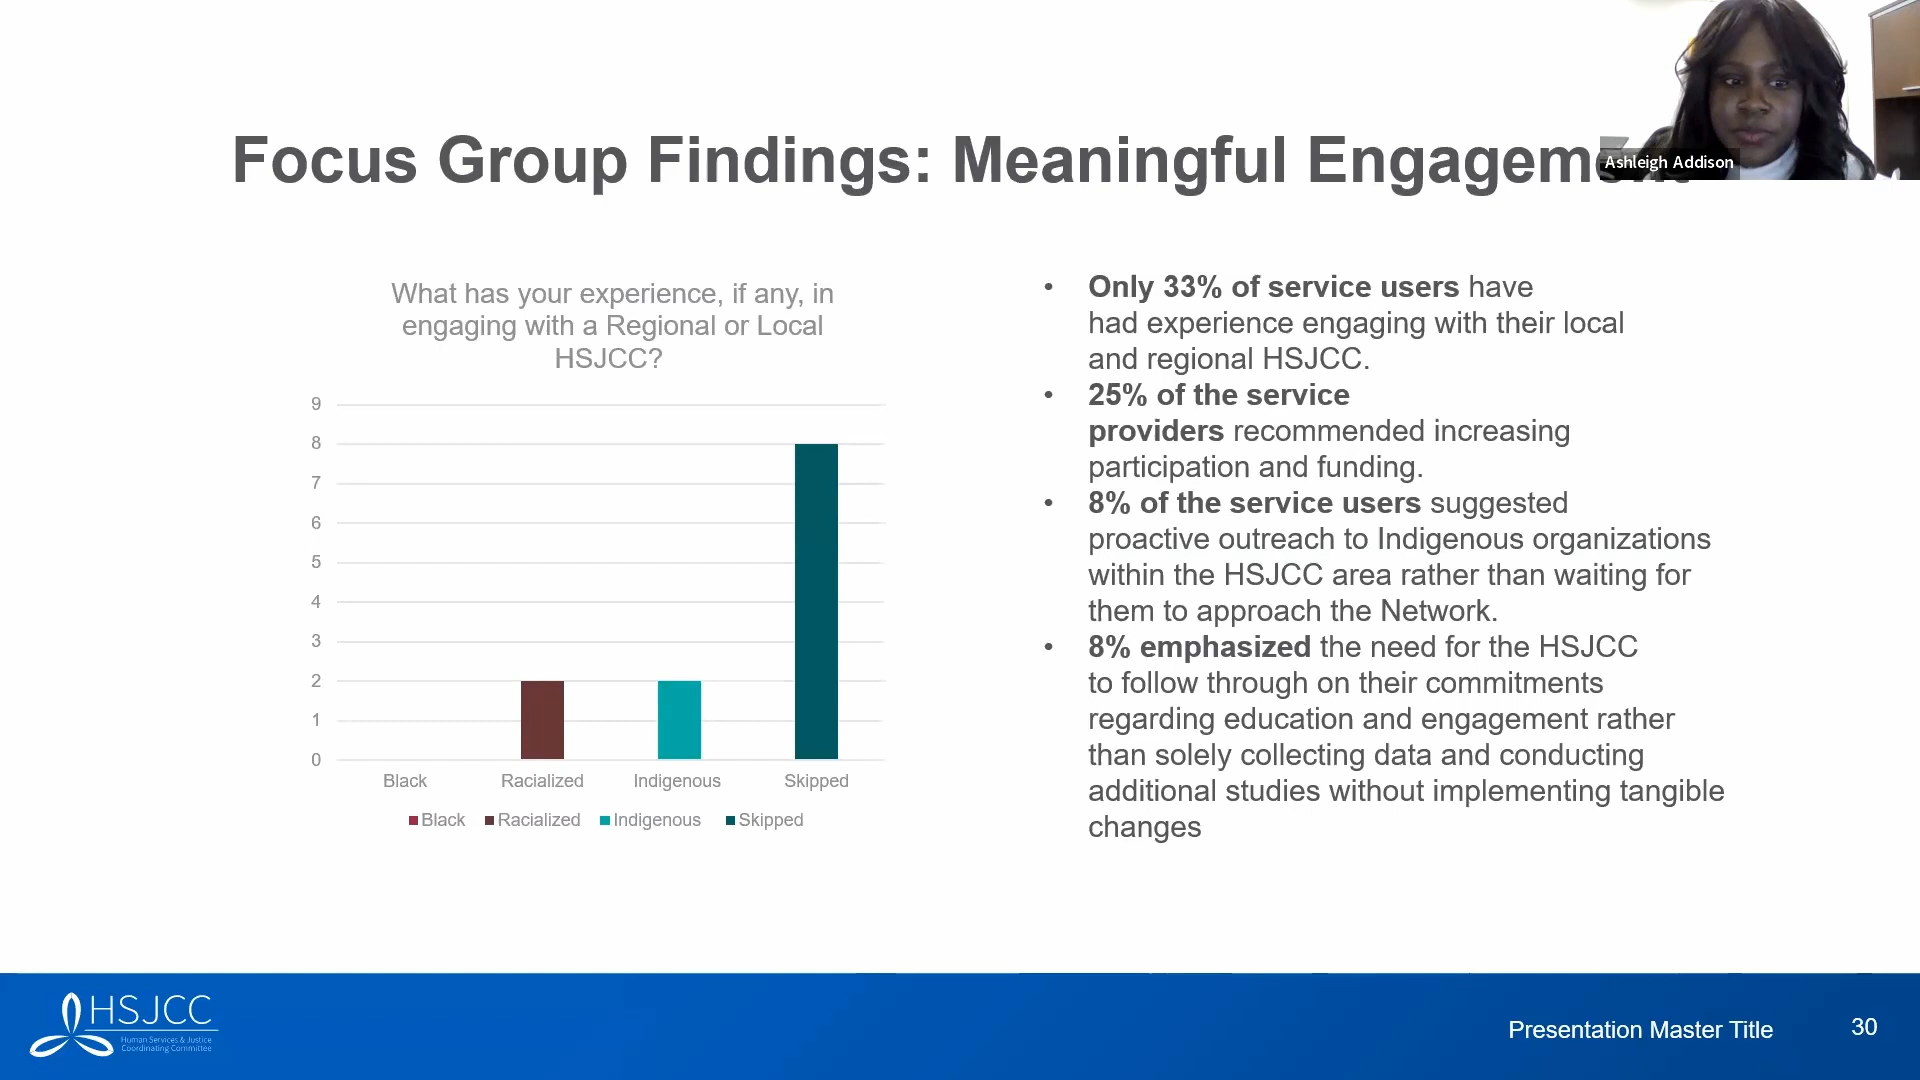 Focus Group Findings: Meaningful Engagement
Ashleigh Addison
What has your experience, if any, in
engaging with a Regional or Local
HSJCC?
9
8
7
6
5
4
3
2
1
0
Black Racialized Indigenous Skipped
Black Racialized Indigenous Skipped
• Only 33% of service users have
had experience engaging with their local
and regional HSJCC.
• 25% of the service
providers recommended increasing
participation and funding.
• 8% of the service users suggested
proactive outreach to Indigenous organizations
within the HSJCC area rather than waiting for
them to approach the Network.
• 8% emphasized the need for the HSJCC
to follow through on their commitments
regarding education and engagement rather
than solely collecting data and conducting
additional studies without implementing tangible
changes
HSJCC
Human Services & Justice
Coordinating Committee
Presentation Master Title
30